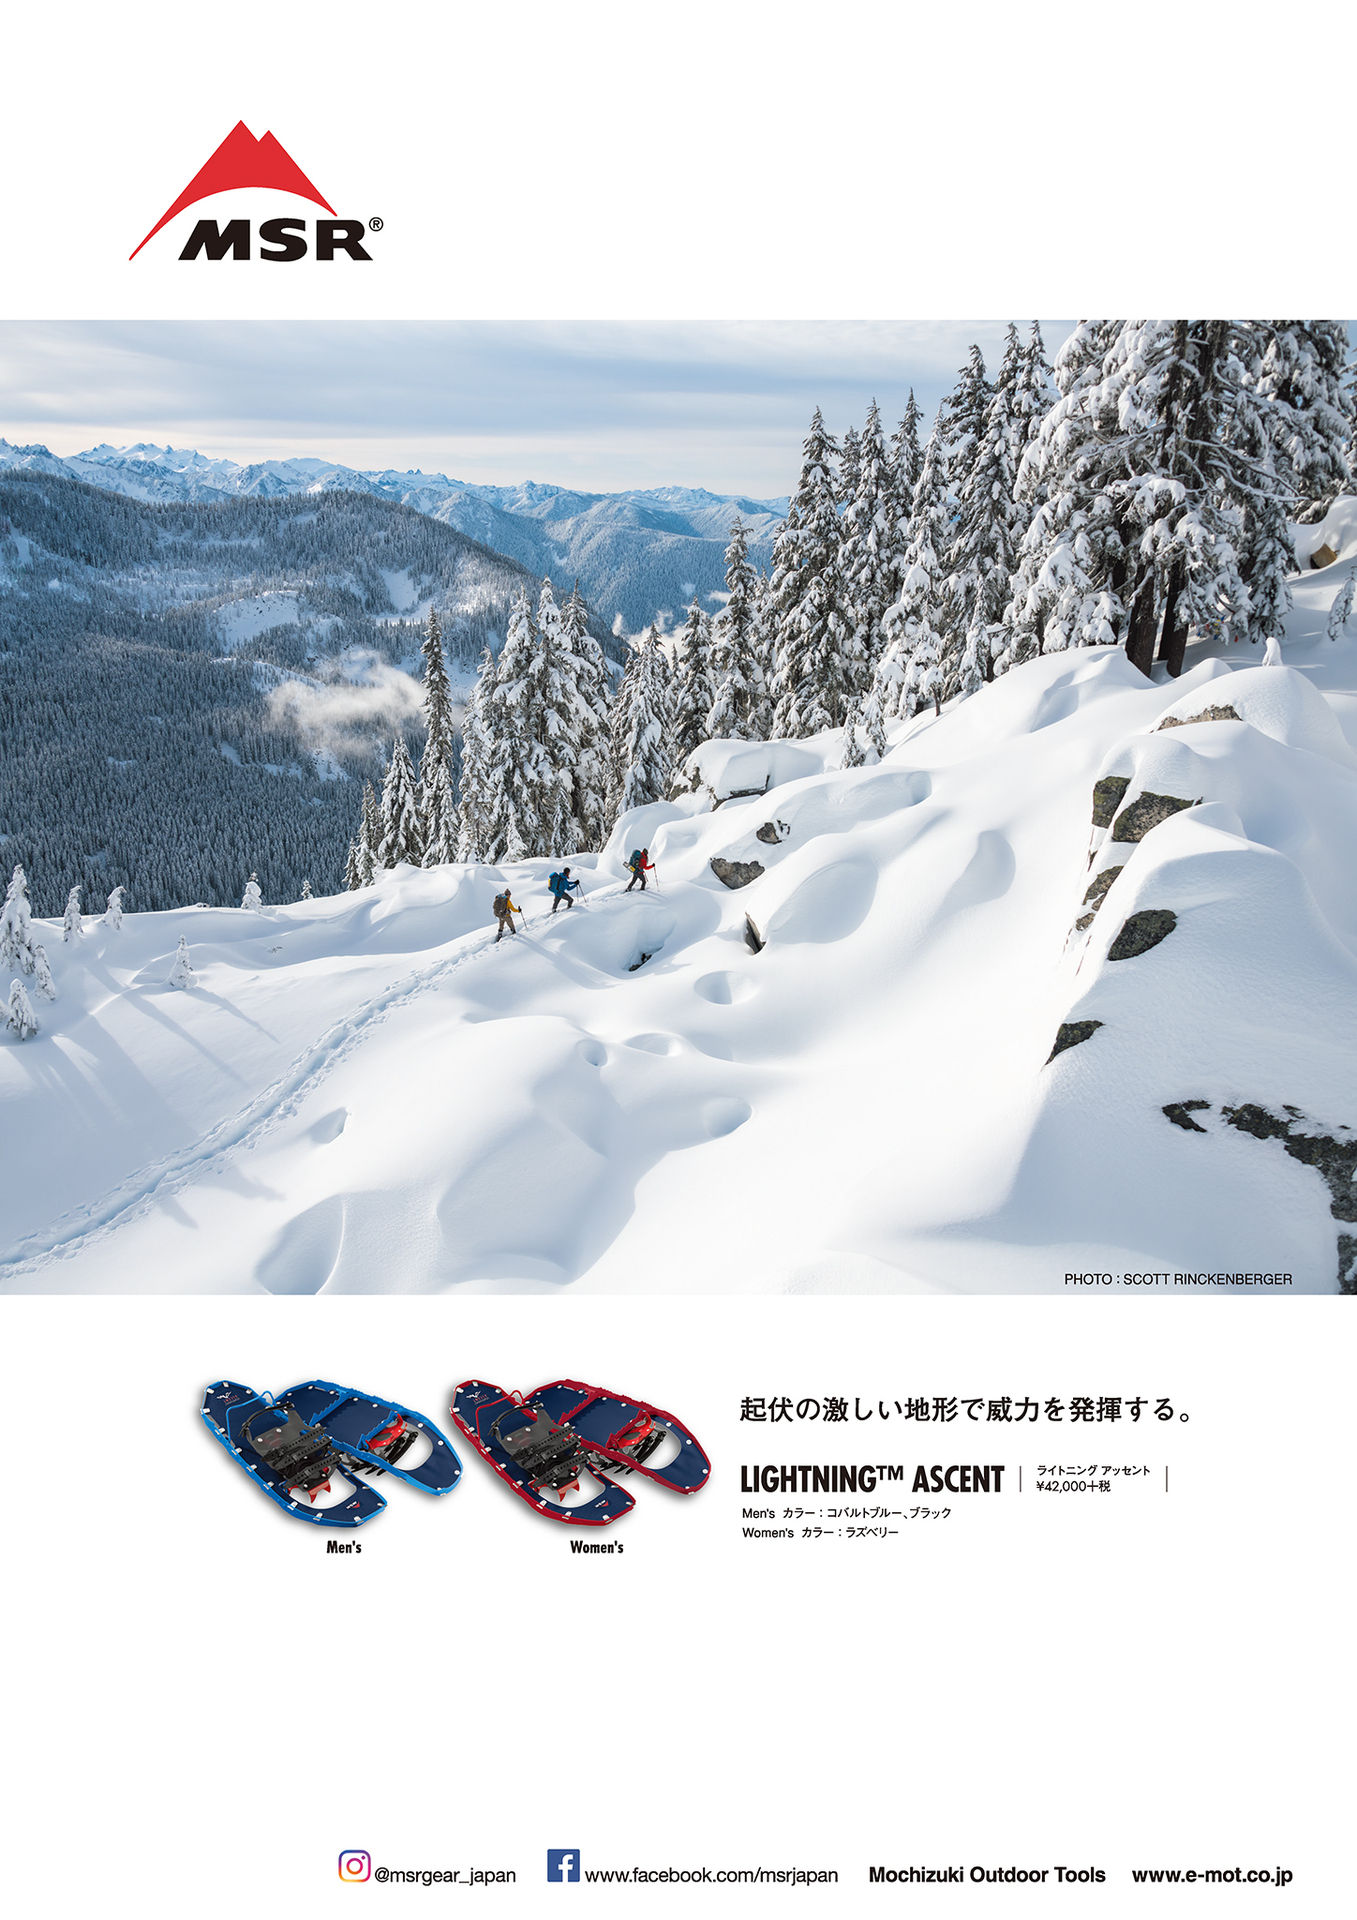 MSR®
PHOTO : SCOTT RINCKENBERGER
起伏の激しい地形で威力を発揮する。
LIGHTNING™ ASCENT
ライトニング アッセント
¥42,000+税
Men's カラー：コバルトブルー、ブラック
Women's カラー：ラズベリー
Men's
Women's
@msrgear_japan
www.facebook.com/msrjapan
Mochizuki Outdoor Tools
www.e-mot.co.jp